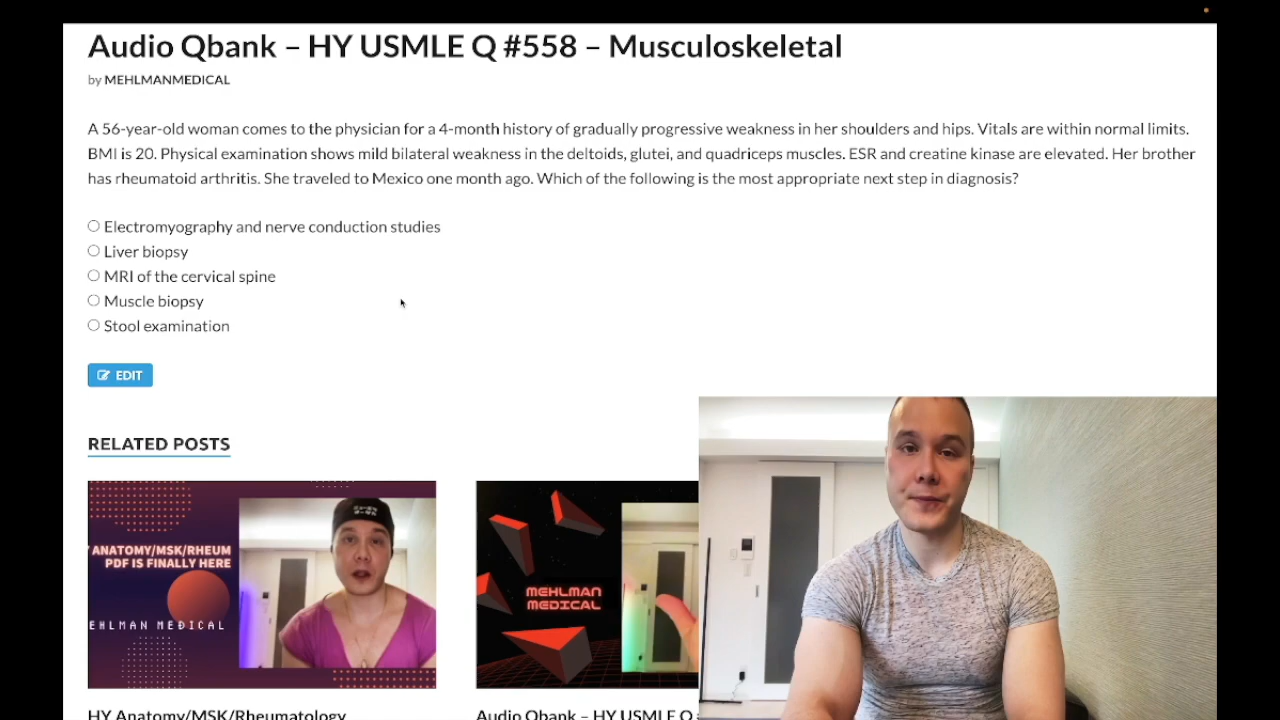 Audio Qbank – HY USMLE Q #558 – Musculoskeletal
by MEHLMANMEDICAL
A 56-year-old woman comes to the physician for a 4-month history of gradually progressive weakness in her shoulders and hips. Vitals are within normal limits.
BMI is 20. Physical examination shows mild bilateral weakness in the deltoids, glutei, and quadriceps muscles. ESR and creatine kinase are elevated. Her brother
has rheumatoid arthritis. She traveled to Mexico one month ago. Which of the following is the most appropriate next step in diagnosis?
Electromyography and nerve conduction studies
Liver biopsy
MRI of the cervical spine
Muscle biopsy
Stool examination
EDIT
RELATED POSTS
ANATOMY/MSK/RHEUM
PDF IS FINALLY HERE
EHLMAN MEDICAL
MEHLMAN
MEDICAL
HY Anatomy/MSK/Rheumatology
Audio Qbank – HY USMLE Q